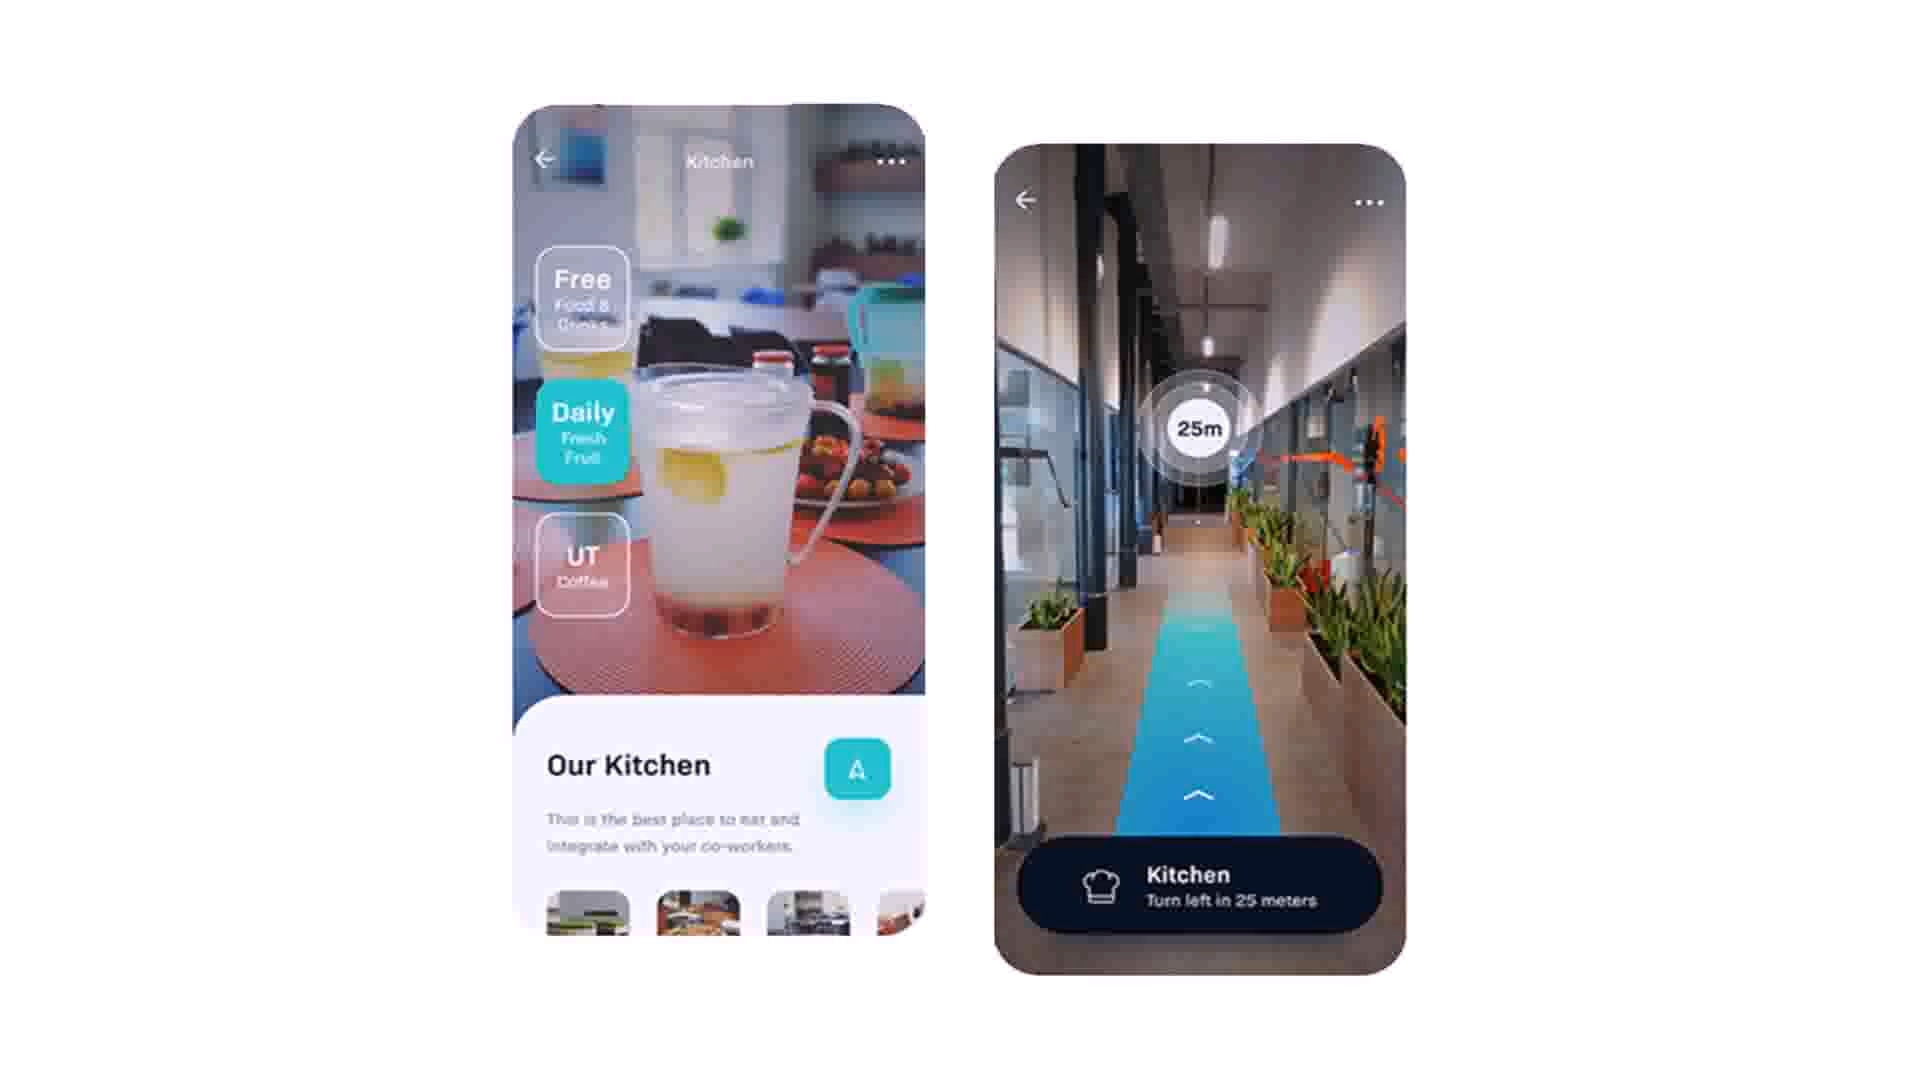 Kitchen
Free
Food &
Drinks
Daily
Fresh
Fruit
UT
Coffee
Our Kitchen
This is the best place to eat and
integrate with your co-workers.
25m
Kitchen
Turn left in 25 meters